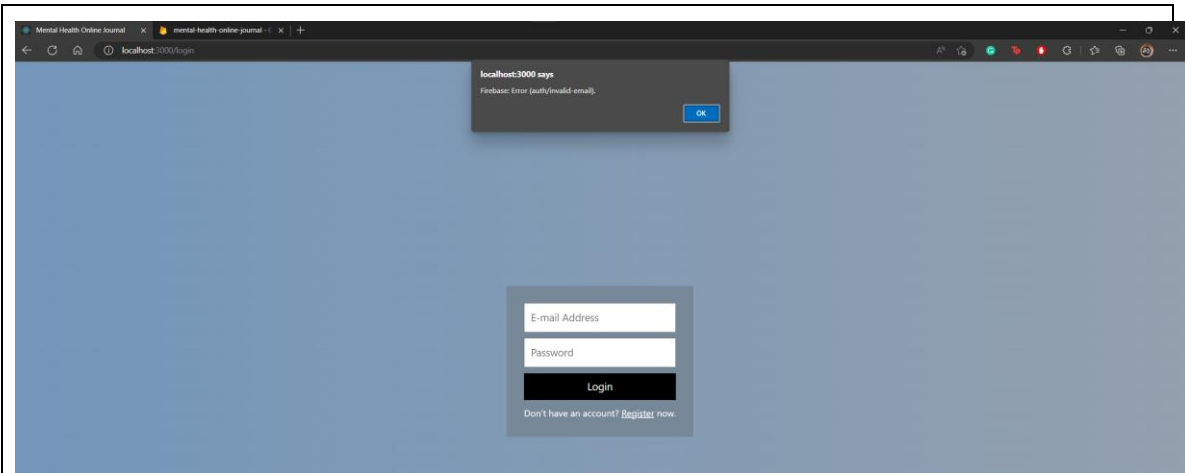 Mental Health Online Journal
mental-health-online-journal - C
localhost:3000/login
localhost:3000 says
Firebase: Error (auth/invalid-email).
OK
E-mail Address
Password
Login
Don't have an account? Register now.